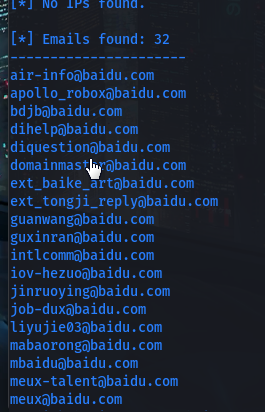 [*] No IPs found.
[*] Emails found: 32
----------------------
air-info@baidu.com
apollo_robox@baidu.com
bdjb@baidu.com
dihelp@baidu.com
diquestion@baidu.com
domainmaster@baidu.com
ext_baike_art@baidu.com
ext_tongji_reply@baidu.com
guanwang@baidu.com
guxinran@baidu.com
intlcomm@baidu.com
iov-hezuo@baidu.com
jinruoying@baidu.com
job-dux@baidu.com
liyujie03@baidu.com
mabaorong@baidu.com
mbaidu@baidu.com
meux-talent@baidu.com
meux@baidu.com